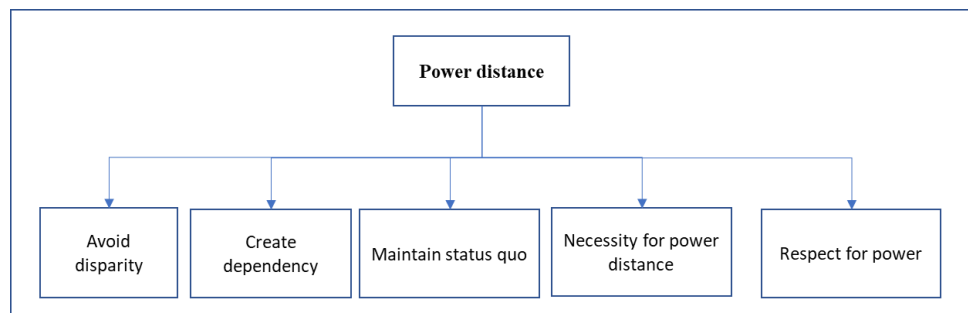 Power distance
Avoid
disparity
Create
dependency
Maintain status quo
Necessity for power
distance
Respect for power